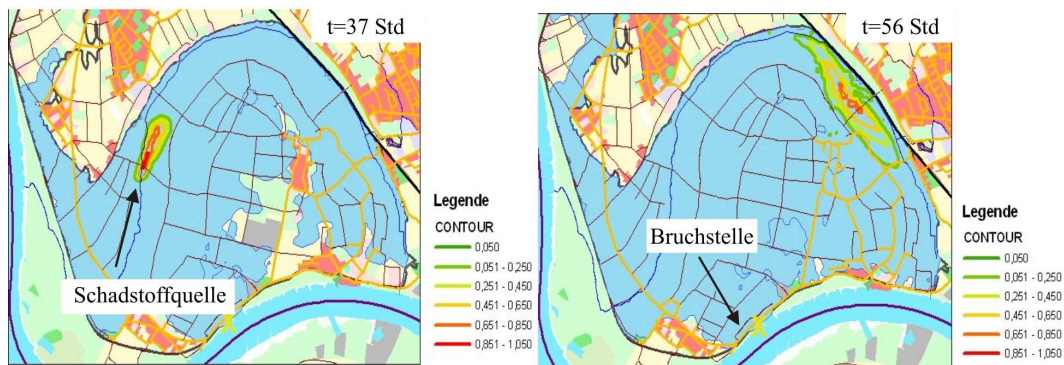 t=37 Std
Schadstoffquelle
Legende
CONTOUR
0,050
0,051 - 0,250
0,251 - 0,450
0,451 - 0,650
0,651 - 0,850
0,851 - 1,050
t=56 Std
Bruchstelle
Legende
CONTOUR
0,050
0,051 - 0,250
0,251 - 0,450
0,451 - 0,650
0,651 - 0,850
0,851 - 1,050